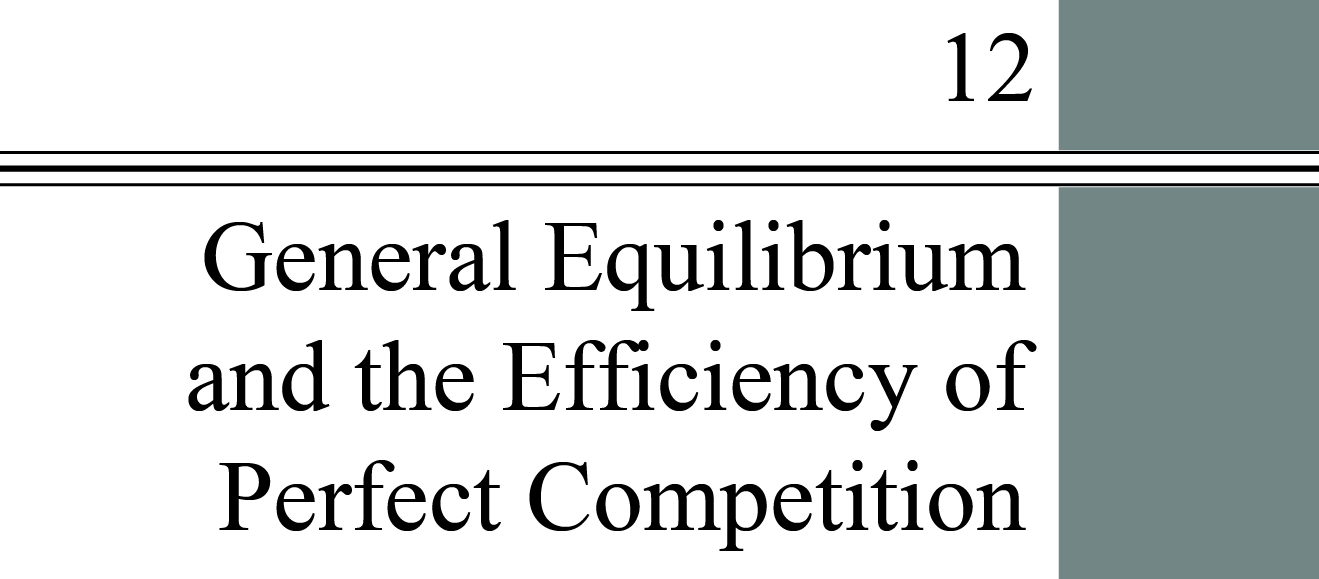 12
General Equilibrium
and the Efficiency of
Perfect Competition